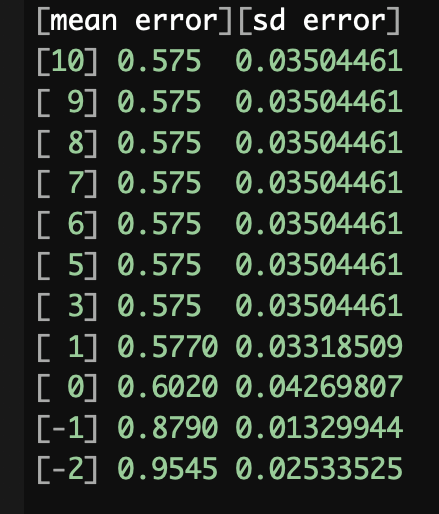 [mean error][sd error]
[10] 0.575  0.03504461
[ 9] 0.575  0.03504461
[ 8] 0.575  0.03504461
[ 7] 0.575  0.03504461
[ 6] 0.575  0.03504461
[ 5] 0.575  0.03504461
[ 3] 0.575  0.03504461
[ 1] 0.5770 0.03318509
[ 0] 0.6020 0.04269807
[-1] 0.8790 0.01329944
[-2] 0.9545 0.02533525